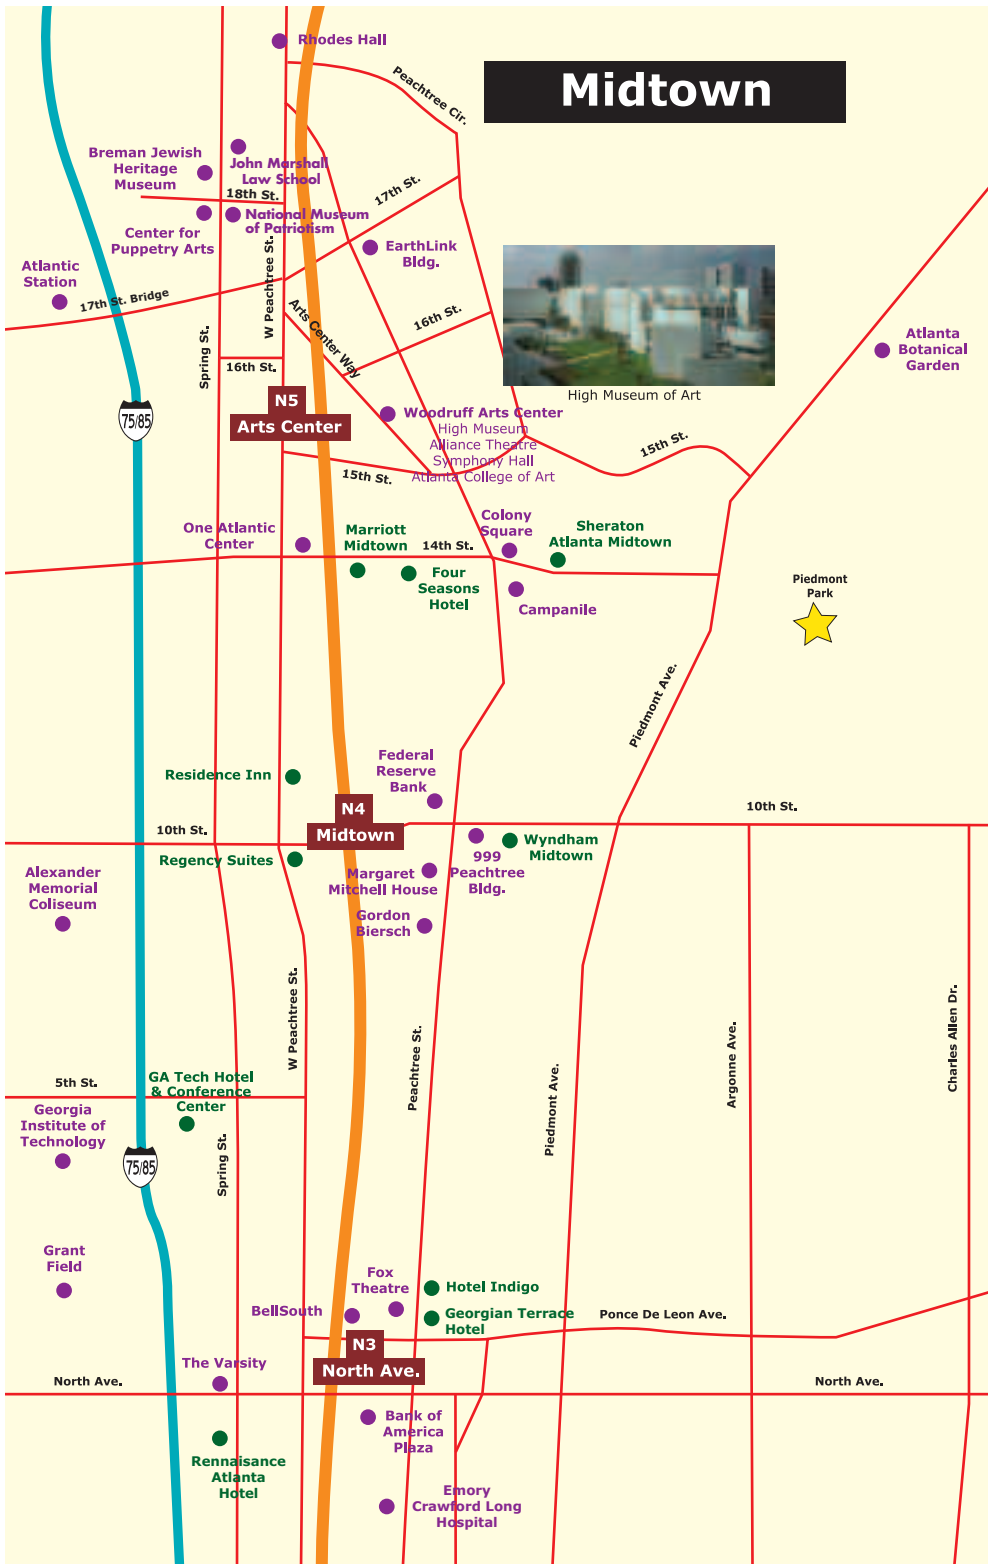 Rhodes Hall
Peachtree Cir.
Midtown
Breman Jewish
Heritage
Museum
John Marshall
Law School
18th St.
17th St.
Center for
Puppetry Arts
National Museum
of Patriotism
W Peachtree St.
EarthLink
Bldg.
Atlantic
Station
17th St. Bridge
Arts Center Way
16th St.
Spring St.
16th St.
Atlanta
Botanical
Garden
High Museum of Art
75/85
N5
Arts Center
Woodruff Arts Center
High Museum
Alliance Theatre
Symphony Hall
Atlanta College of Art
15th St.
15th St.
One Atlantic
Center
Marriott
Midtown
14th St.
Colony
Square
Sheraton
Atlanta Midtown
Four
Seasons
Hotel
Campanile
Piedmont
Park
Piedmont Ave.
Residence Inn
Federal
Reserve
Bank
N4
Midtown
10th St.
10th St.
Regency Suites
Margaret
Mitchell House
999
Peachtree
Bldg.
Wyndham
Midtown
Alexander
Memorial
Coliseum
Gordon
Biersch
W Peachtree St.
Peachtree St.
Piedmont Ave.
Argonne Ave.
Charles Allen Dr.
5th St.
GA Tech Hotel
& Conference
Center
Georgia
Institute of
Technology
75/85
Spring St.
Grant
Field
Fox
Theatre
Hotel Indigo
BellSouth
Georgian Terrace
Hotel
Ponce De Leon Ave.
N3
North Ave.
The Varsity
North Ave.
North Ave.
Bank of
America
Plaza
Rennaisance
Atlanta
Hotel
Emory
Crawford Long
Hospital